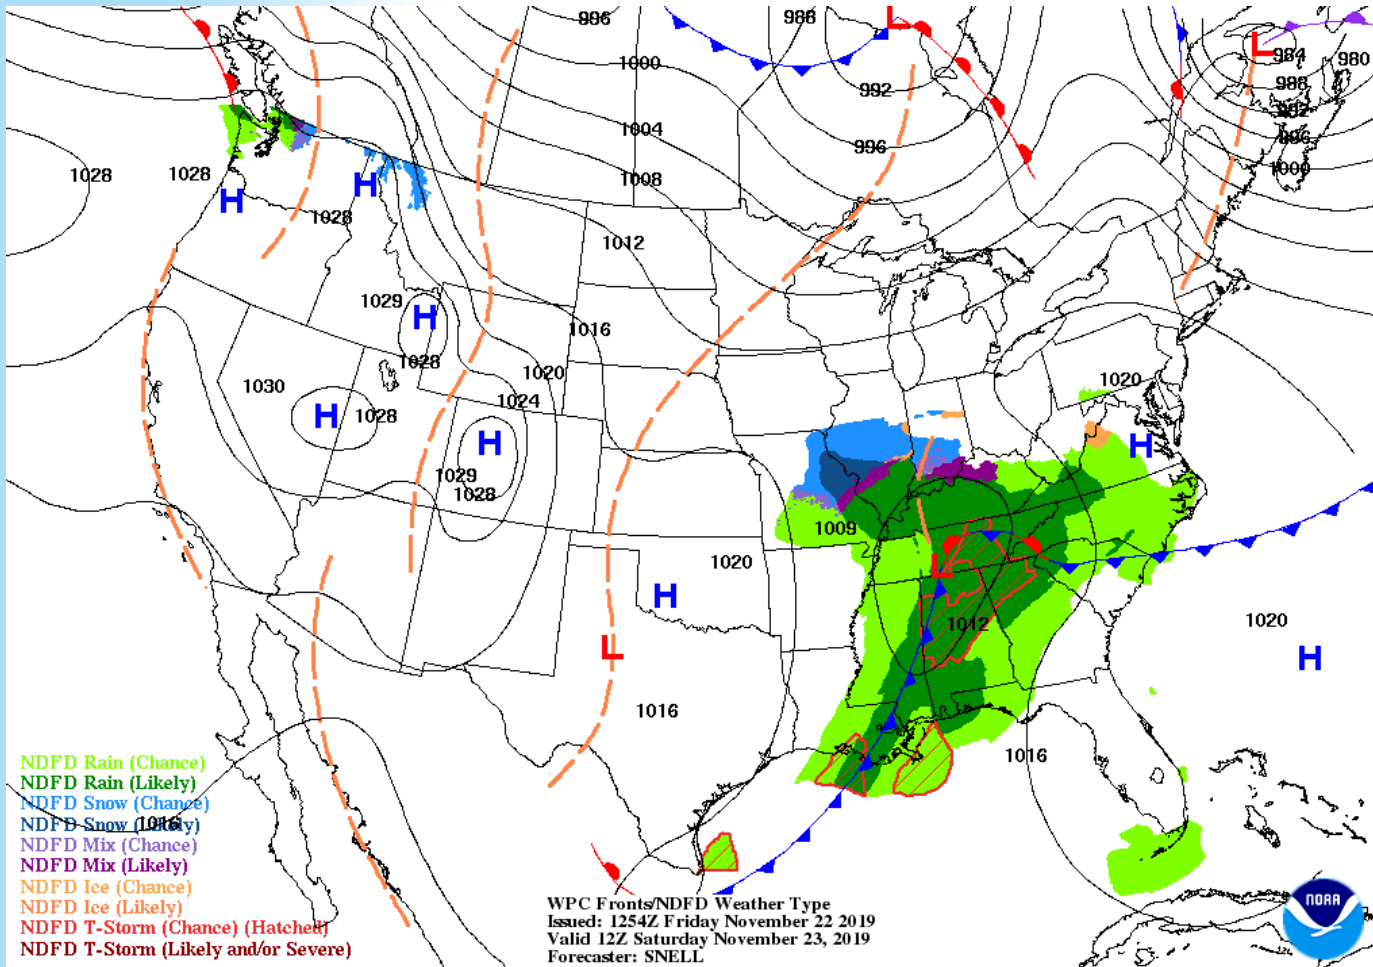 996
988
984
980
1000
992
988
992
1004
996
996
1028
1028
1008
1000
H
H
1028
1012
1029
H
1016
1028
1020
1020
1030
1024
H
1028
H
H
1029
1028
1009
1020
L
H
1012
1020
L
H
1016
1016
NDFD Rain (Chance)
NDFD Rain (Likely)
NDFD Snow (Chance)
NDFD Snow (Likely)
1016
NDFD Mix (Chance)
NDFD Mix (Likely)
NDFD Ice (Chance)
NDFD Ice (Likely)
NDFD T-Storm (Chance) (Hatched)
NDFD T-Storm (Likely and/or Severe)
WPC Fronts/NDFD Weather Type
Issued: 1254Z Friday November 22 2019
Valid 12Z Saturday November 23, 2019
Forecaster: SNELL
L
L
NOAA